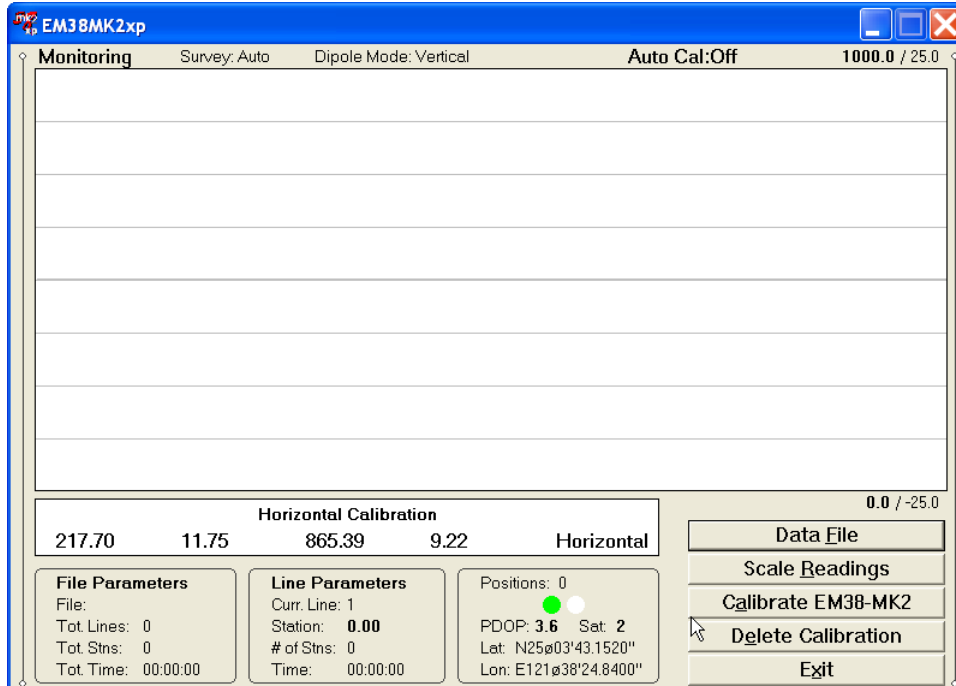 mk2 xp EM38MK2xp
Monitoring Survey: Auto Dipole Mode: Vertical Auto Cal:Off 1000.0 / 25.0
0.0 / -25.0
Horizontal Calibration
217.70 11.75 865.39 9.22 Horizontal
Data File
Scale Readings
Calibrate EM38-MK2
Delete Calibration
Exit
File Parameters
File:
Tot. Lines: 0
Tot. Stns: 0
Tot. Time: 00:00:00
Line Parameters
Curr. Line: 1
Station: 0.00
# of Stns: 0
Time: 00:00:00
Positions: 0
PDOP: 3.6 Sat: 2
Lat: N25ø03'43.1520"
Lon: E121ø38'24.8400"